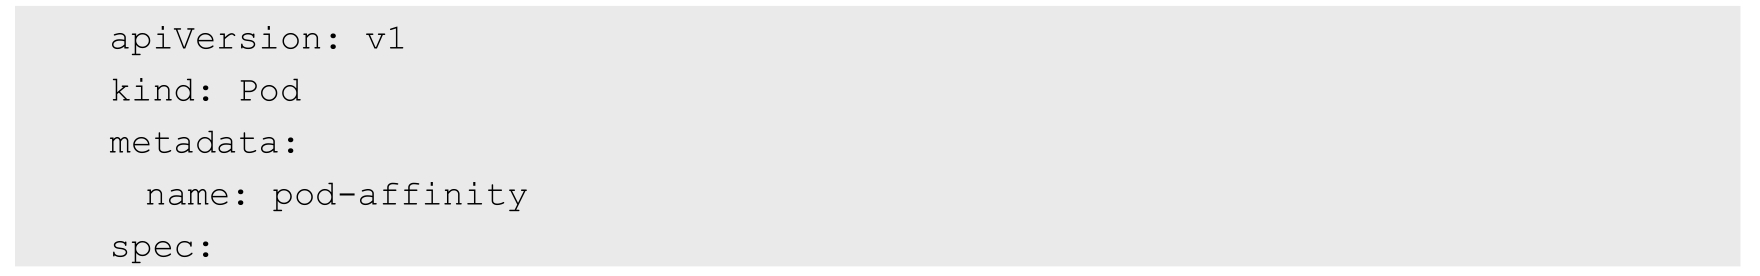 apiVersion: v1
kind: Pod
metadata:
  name: pod-affinity
spec: